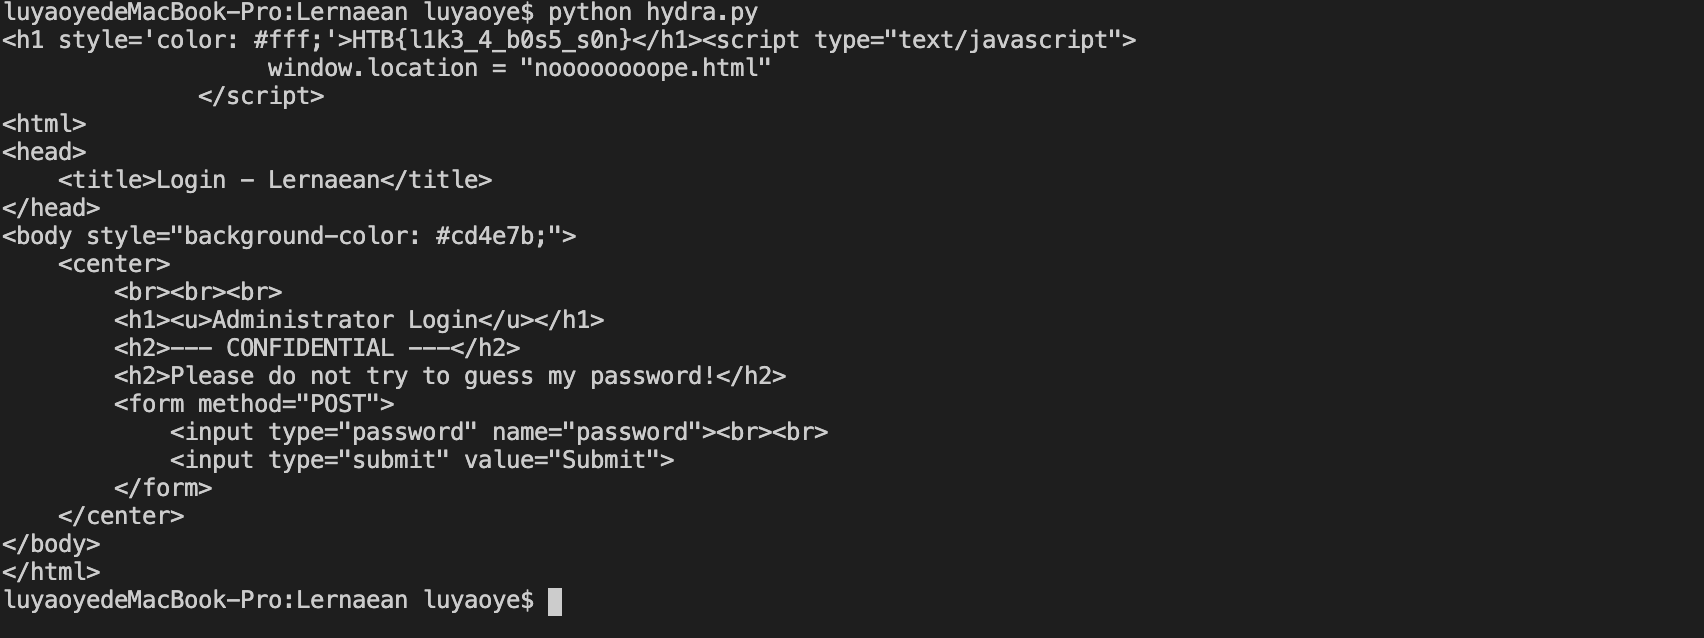 luyaoyedeMacBook-Pro:Lernaean luyaoye$ python hydra.py
<h1 style='color: #fff;'>HTB{l1k3_4_b0s5_s0n}</h1><script type="text/javascript">
                   window.location = "noooooooope.html"
              </script>
<html>
<head>
    <title>Login - Lernaean</title>
</head>
<body style="background-color: #cd4e7b;">
    <center>
        <br><br><br>
        <h1><u>Administrator Login</u></h1>
        <h2>--- CONFIDENTIAL ---</h2>
        <h2>Please do not try to guess my password!</h2>
        <form method="POST">
            <input type="password" name="password"><br><br>
            <input type="submit" value="Submit">
        </form>
    </center>
</body>
</html>
luyaoyedeMacBook-Pro:Lernaean luyaoye$